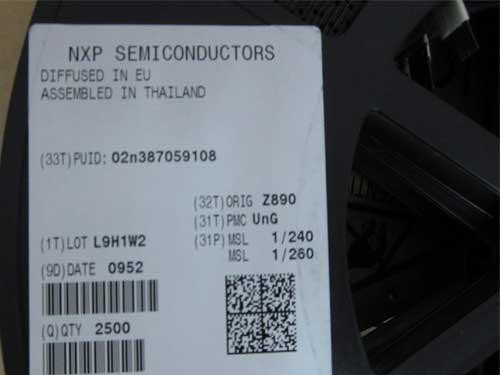 NXP SEMICONDUCTORS
DIFFUSED IN EU
ASSEMBLED IN THAILAND
(33T)PUID: 02n387059108
(32T)ORIG Z890
(31T)PMC UnG
(1T)LOT L9H1W2
(31P)MSL 1/240
MSL 1/260
(9D)DATE 0952
(Q)QTY 2500